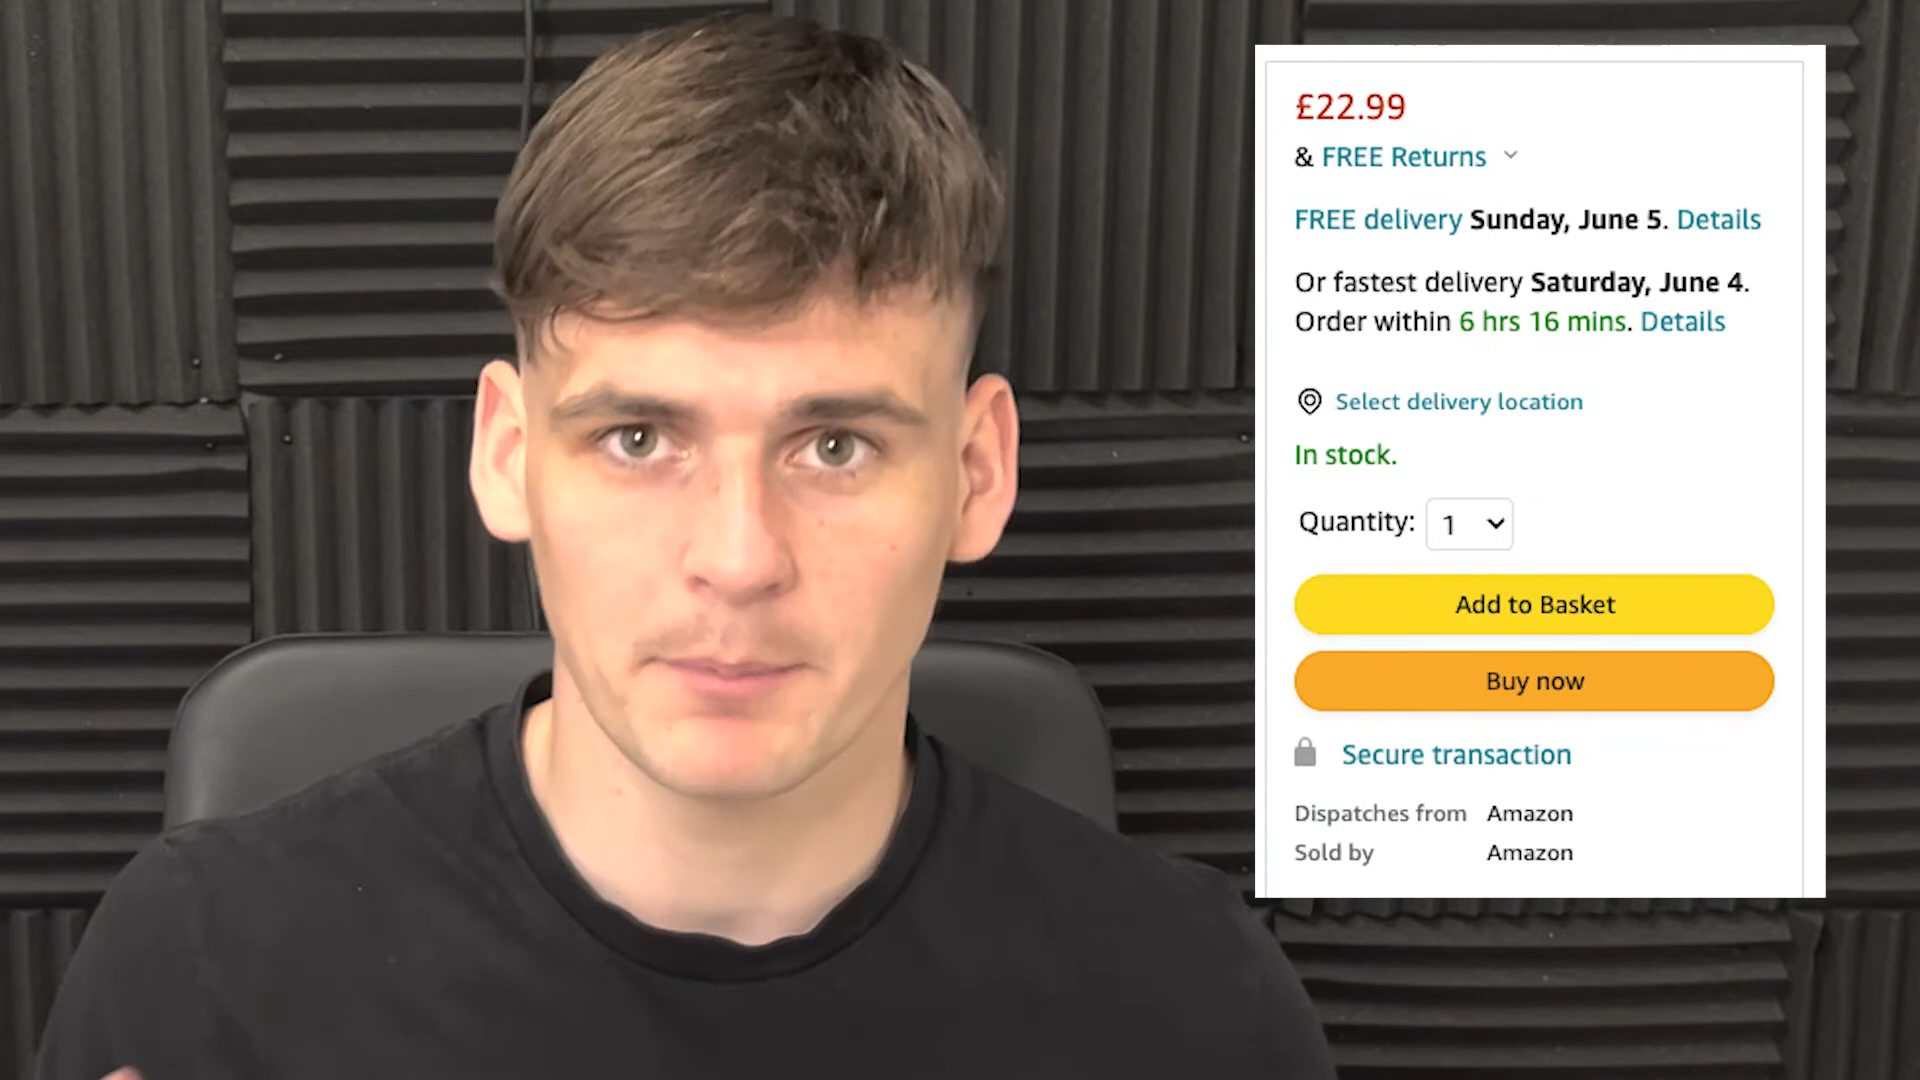 £22.99
& FREE Returns
FREE delivery Sunday, June 5. Details
Or fastest delivery Saturday, June 4.
Order within 6 hrs 16 mins. Details
Select delivery location
In stock.
Quantity: 1
Add to Basket
Buy now
Secure transaction
Dispatches from Amazon
Sold by Amazon